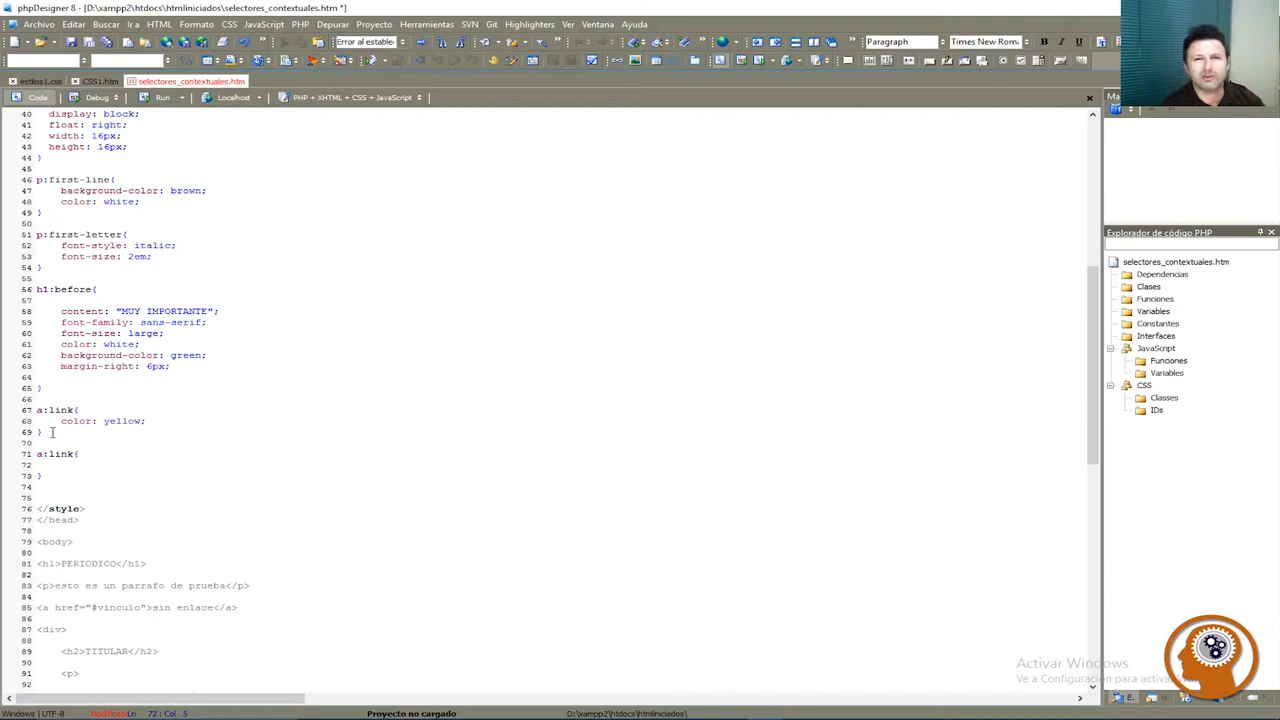 phpDesigner 8 - [D:\xampp2\htdocs\htmliniciados\selectores_contextuales.htm *]
Archivo Editar Buscar Ir a HTML Formato CSS JavaScript PHP Depurar Proyecto Herramientas SVN Git Highlighters Ver Ventana Ayuda
Error al estable Paragraph Times New Roma
estilos1.css CSS1.htm selectores_contextuales.htm
Code Debug Run Localhost PHP + XHTML + CSS + JavaScript
40 display: block;
41 float: right;
42 width: 16px;
43 height: 16px;
44 }
45
46 p:first-line{
47 background-color: brown;
48 color: white;
49 }
50
51 p:first-letter{
52 font-style: italic;
53 font-size: 2em;
54 }
55
56 h1:before{
57
58 content: "MUY IMPORTANTE";
59 font-family: sans-serif;
60 font-size: large;
61 color: white;
62 background-color: green;
63 margin-right: 6px;
64
65 }
66
67 a:link{
68 color: yellow;
69 }
70
71 a:link{
72
73 }
74
75
76 </style>
77 </head>
78
79 <body>
80
81 <h1>PERIODICO</h1>
82
83 <p>esto es un parrafo de prueba</p>
84
85 <a href="#vinculo">sin enlace</a>
86
87 <div>
88
89 <h2>TITULAR</h2>
90
91 <p>
92
Explorador de código PHP
selectores_contextuales.htm
Dependencias
Clases
Funciones
Variables
Constantes
Interfaces
JavaScript
Funciones
Variables
CSS
Classes
IDs
Activar Windows
Ve a Configuración para activar
Windows UTF-8 Modificado Ln 72: Col 5 Proyecto no cargado D:\xampp2\htdocs\htmliniciados\